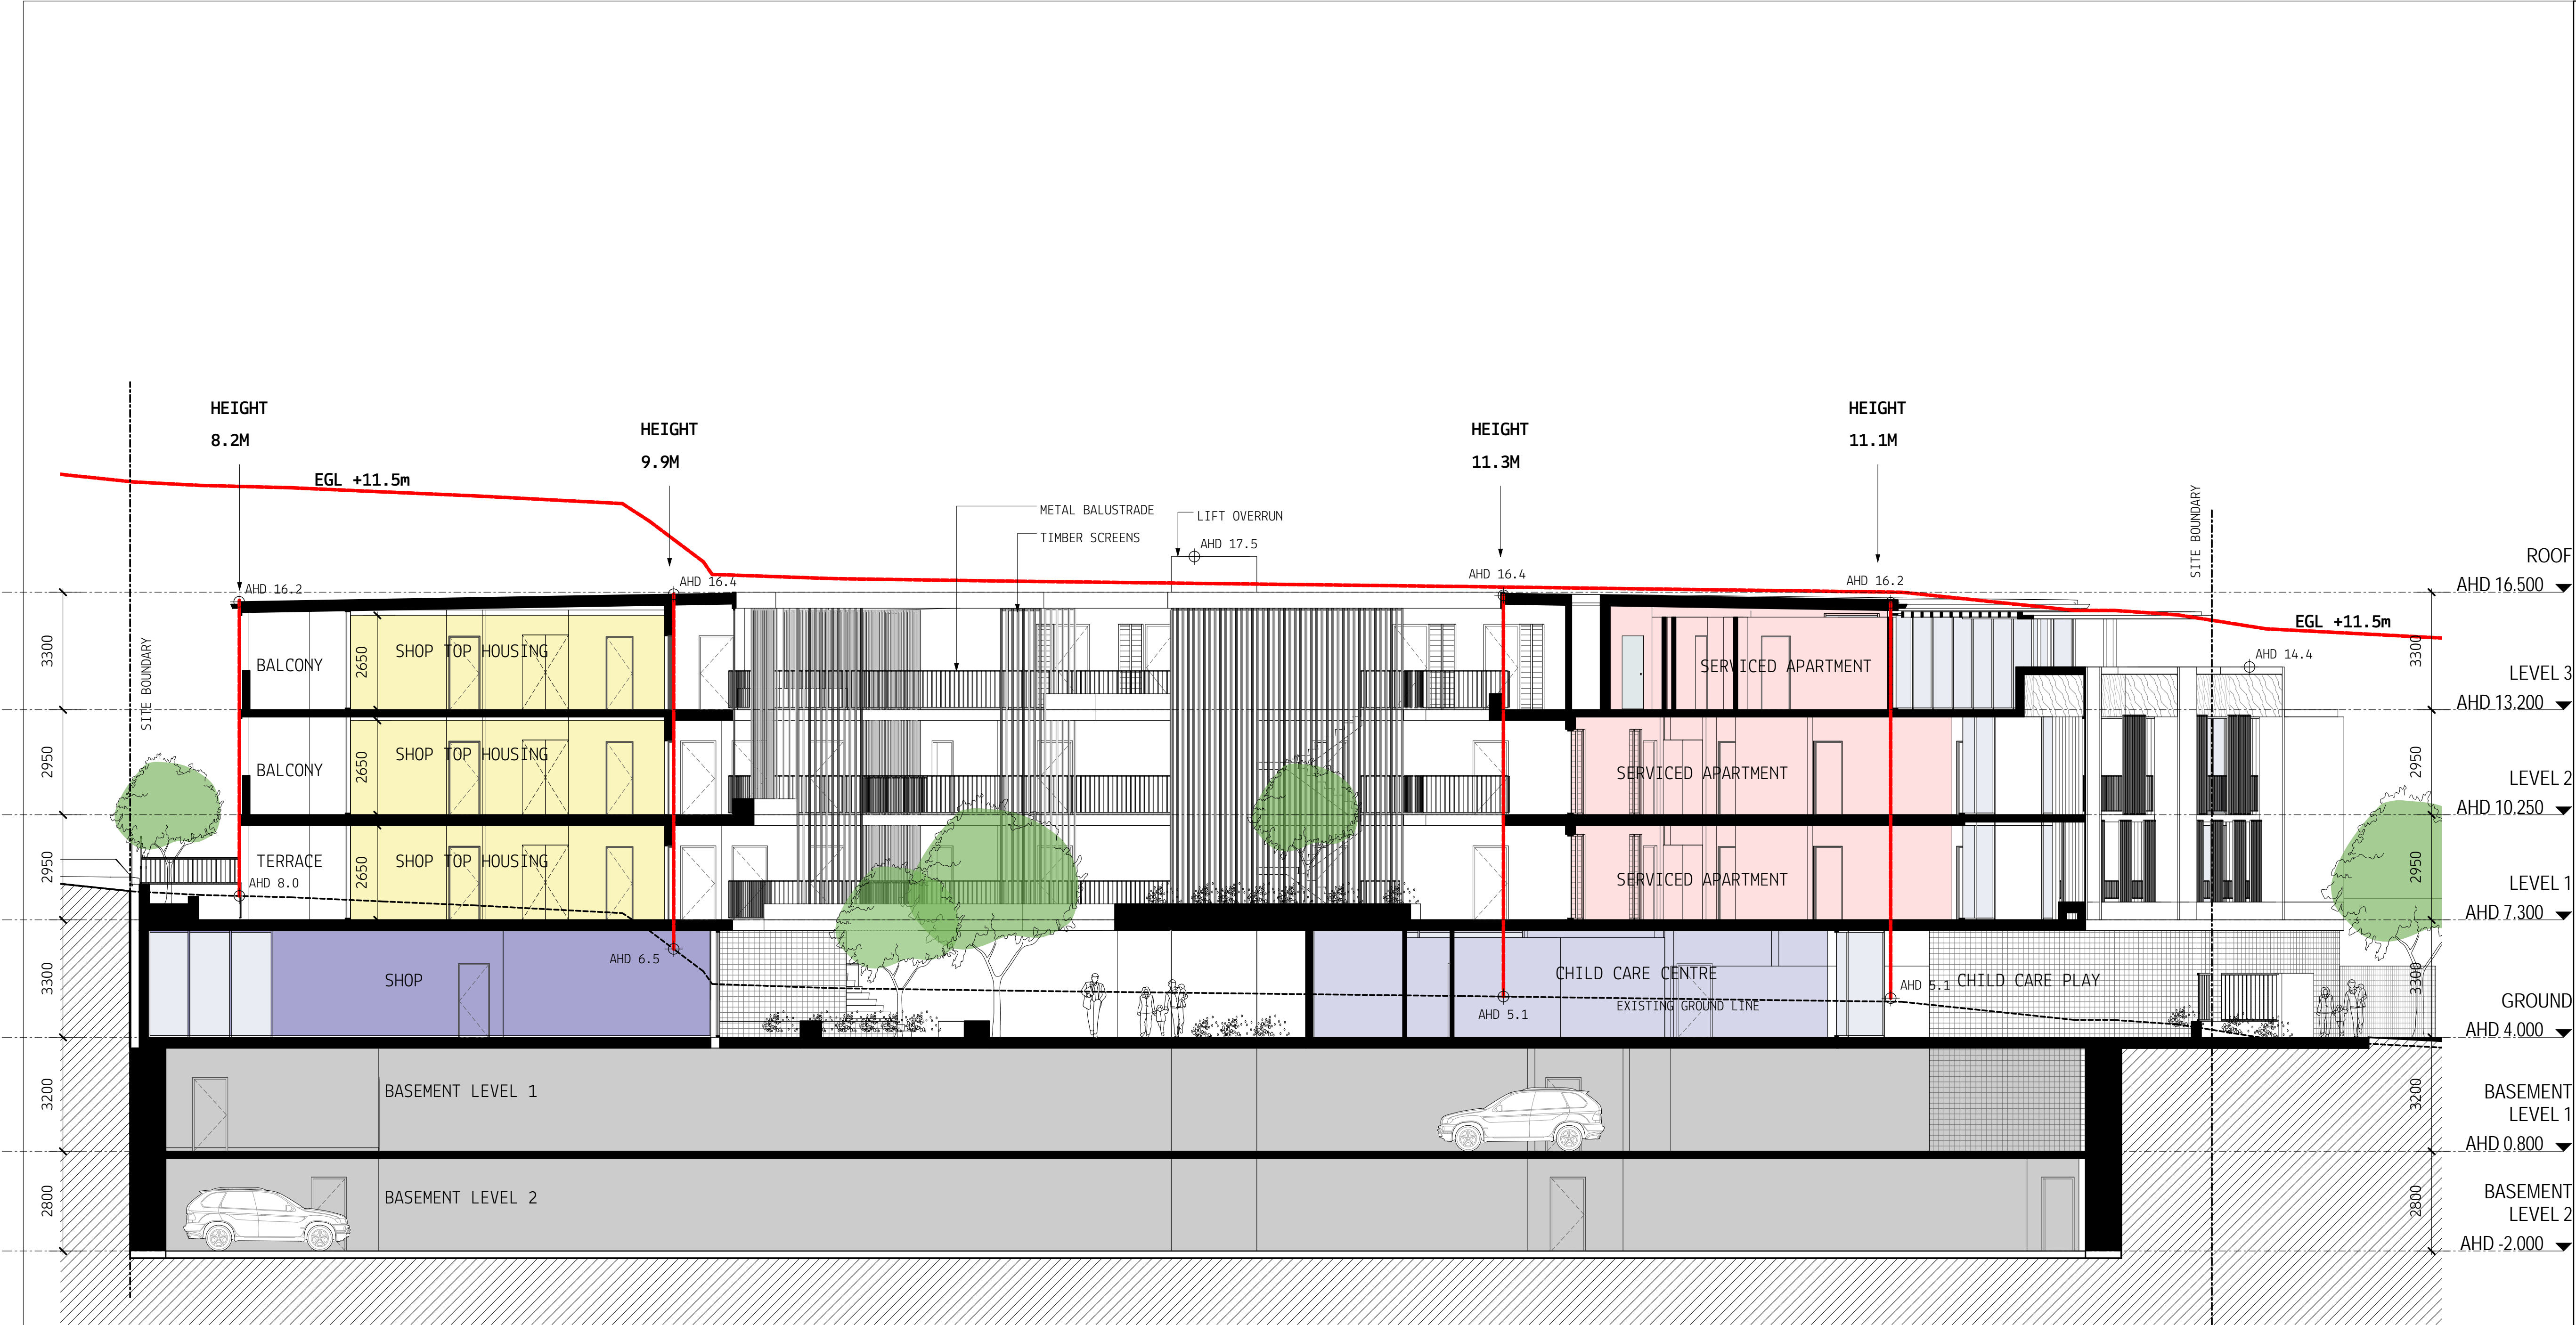 HEIGHT
8.2M
HEIGHT
9.9M
HEIGHT
11.3M
HEIGHT
11.1M
EGL +11.5m
METAL BALUSTRADE
TIMBER SCREENS
LIFT OVERRUN
AHD 17.5
SITE BOUNDARY
ROOF
AHD 16.500
AHD 16.2
AHD 16.4
AHD 16.4
AHD 16.2
EGL +11.5m
SITE BOUNDARY
3300
BALCONY
2650
SHOP TOP HOUSING
SERVICED APARTMENT
AHD 14.4
3300
LEVEL 3
AHD 13.200
2950
BALCONY
2650
SHOP TOP HOUSING
SERVICED APARTMENT
2950
LEVEL 2
AHD 10.250
2950
TERRACE
AHD 8.0
2650
SHOP TOP HOUSING
SERVICED APARTMENT
2950
LEVEL 1
AHD 7.300
3300
SHOP
AHD 6.5
CHILD CARE CENTRE
AHD 5.1
EXISTING GROUND LINE
AHD 5.1
CHILD CARE PLAY
3300
GROUND
AHD 4.000
3200
BASEMENT LEVEL 1
3200
BASEMENT
LEVEL 1
AHD 0.800
2800
BASEMENT LEVEL 2
2800
BASEMENT
LEVEL 2
AHD -2.000